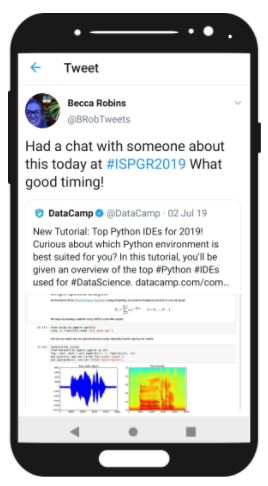 Tweet
Becca Robins
@BRobTweets
Had a chat with someone about
this today at #ISPGR2019 What
good timing!
DataCamp @DataCamp · 02 Jul 19
New Tutorial: Top Python IDEs for 2019!
Curious about which Python environment is
best suited for you? In this tutorial, you'll be
given an overview of the top #Python #IDEs
used for #DataScience. datacamp.com/com...